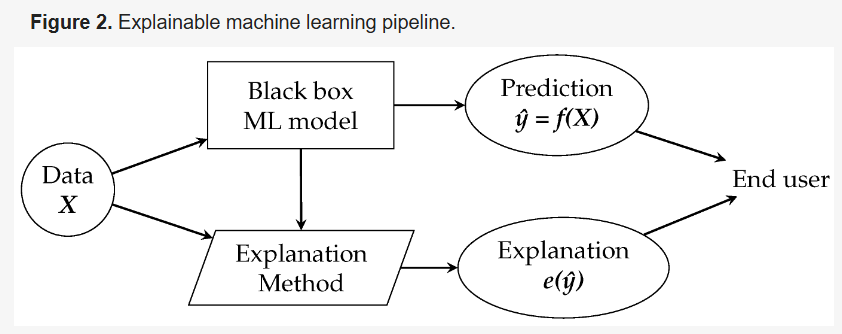 Figure 2. Explainable machine learning pipeline.
Data
X
Black box
ML model
Prediction
ŷ = f(X)
Explanation
Method
Explanation
e(ŷ)
End user